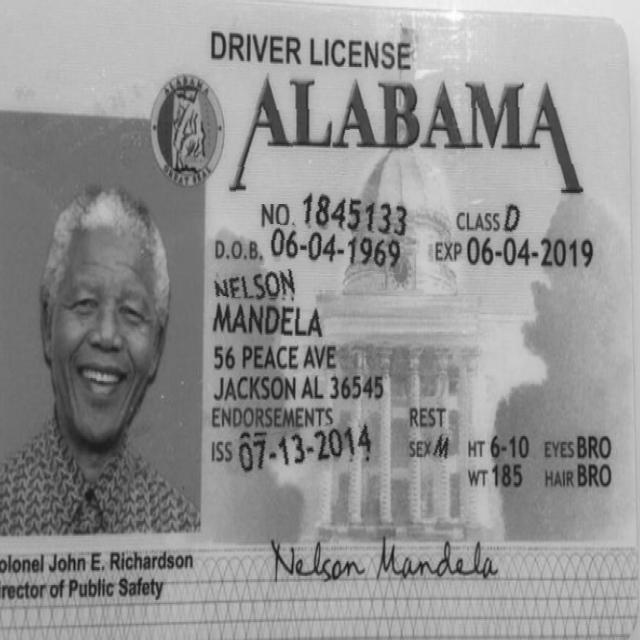 DRIVER LICENSE
ALABAMA
ALABAMA
GREAT SEAL
NO. 1845133 CLASS D
D.O.B. 06-04-1969 EXP 06-04-2019
NELSON
MANDELA
56 PEACE AVE
JACKSON AL 36545
ENDORSEMENTS REST
ISS 07-13-2014 SEX M HT 6-10 EYES BRO
WT 185 HAIR BRO
olonel John E. Richardson
irector of Public Safety
Nelson Mandela